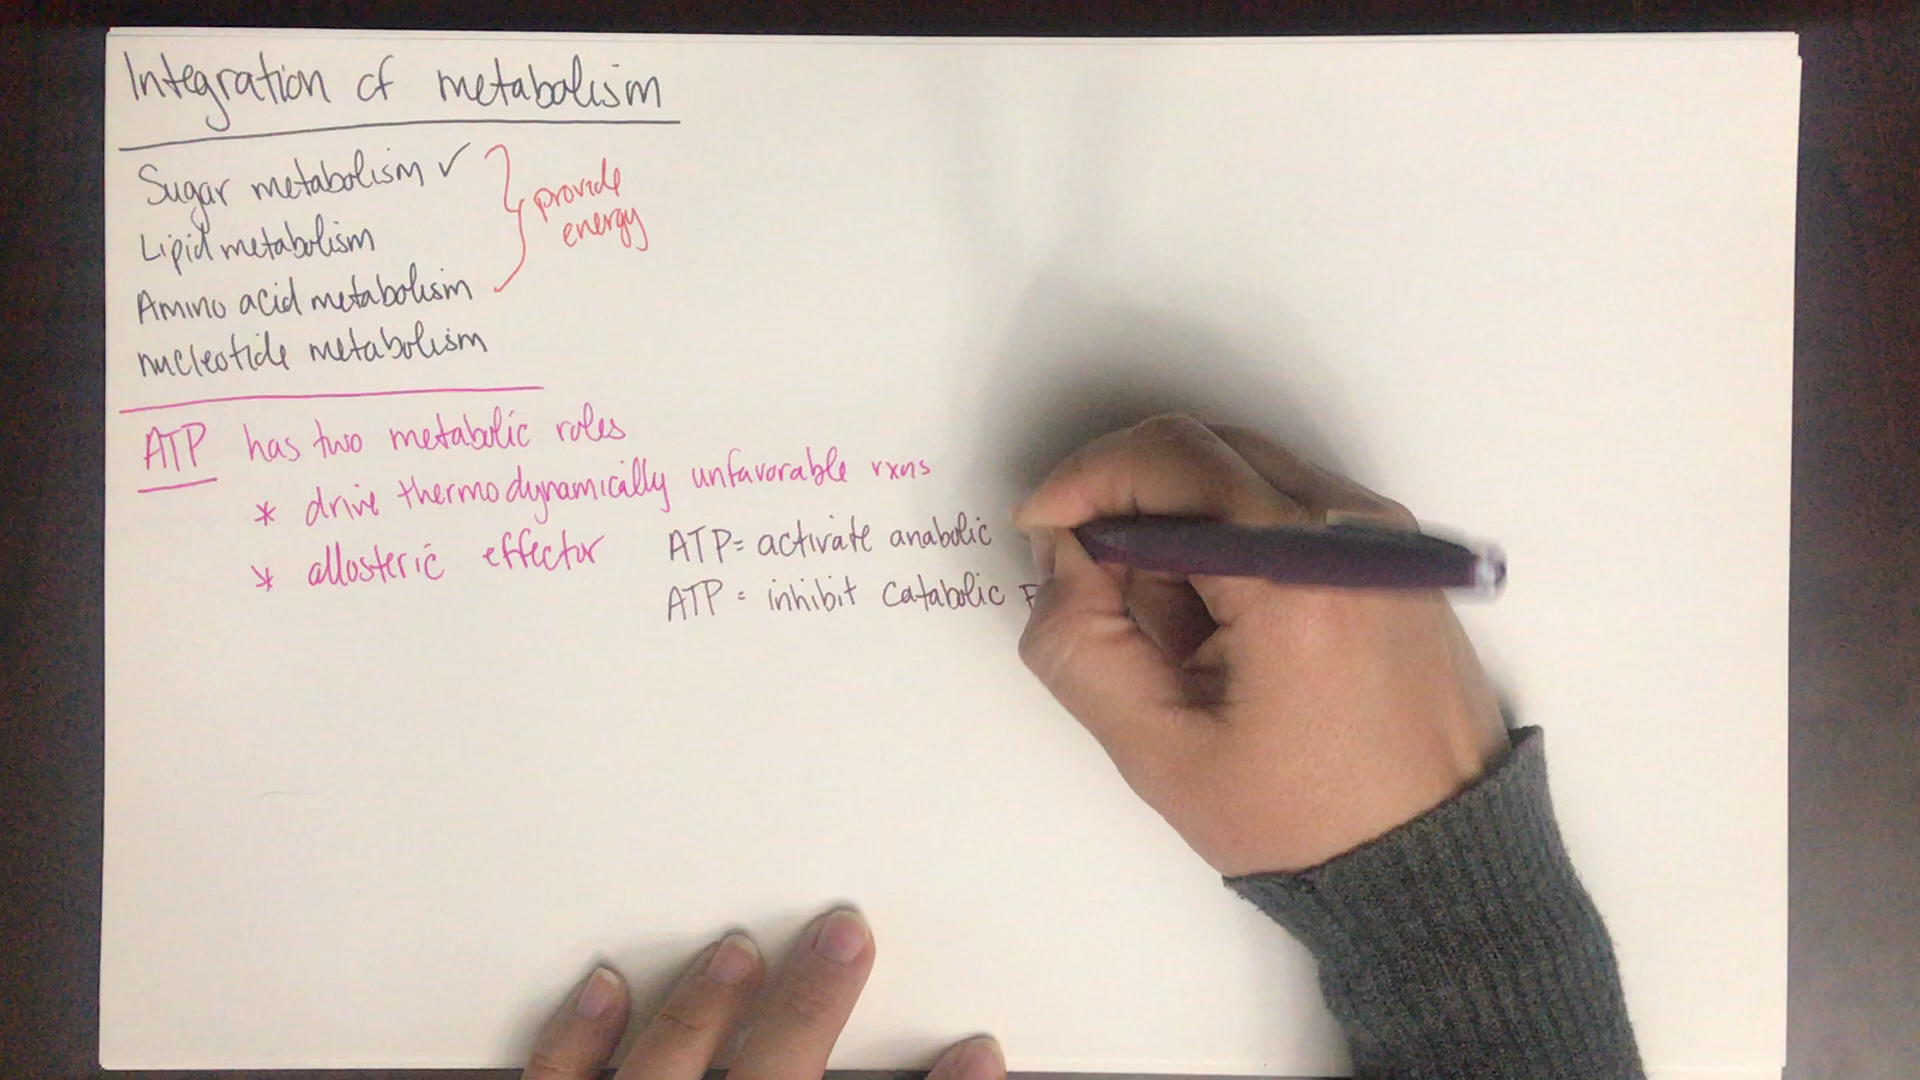 Integration of metabolism
Sugar metabolism ✓
Lipid metabolism
Amino acid metabolism
nucleotide metabolism
provide
energy
ATP has two metabolic roles
* drive thermodynamically unfavorable rxns
* allosteric effector
ATP = activate anabolic
ATP = inhibit catabolic